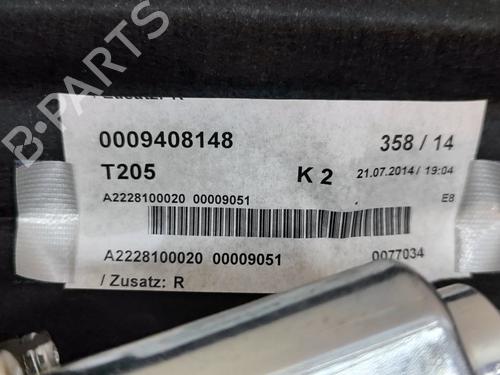 / Zusatz: R
0009408148 358 / 14
T205 K 2 21.07.2014 / 19:04
A2228100020 00009051 E8
A2228100020 00009051 0077034
/ Zusatz: R
B-PARTS